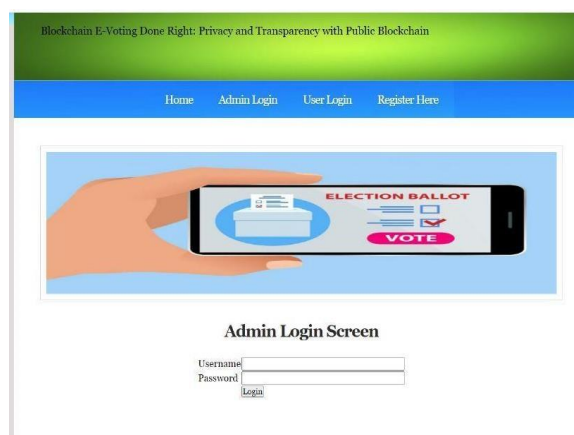 Blockchain E-Voting Done Right: Privacy and Transparency with Public Blockchain
Home Admin Login User Login Register Here
ELECTION BALLOT
VOTE
Admin Login Screen
Username
Password
Login